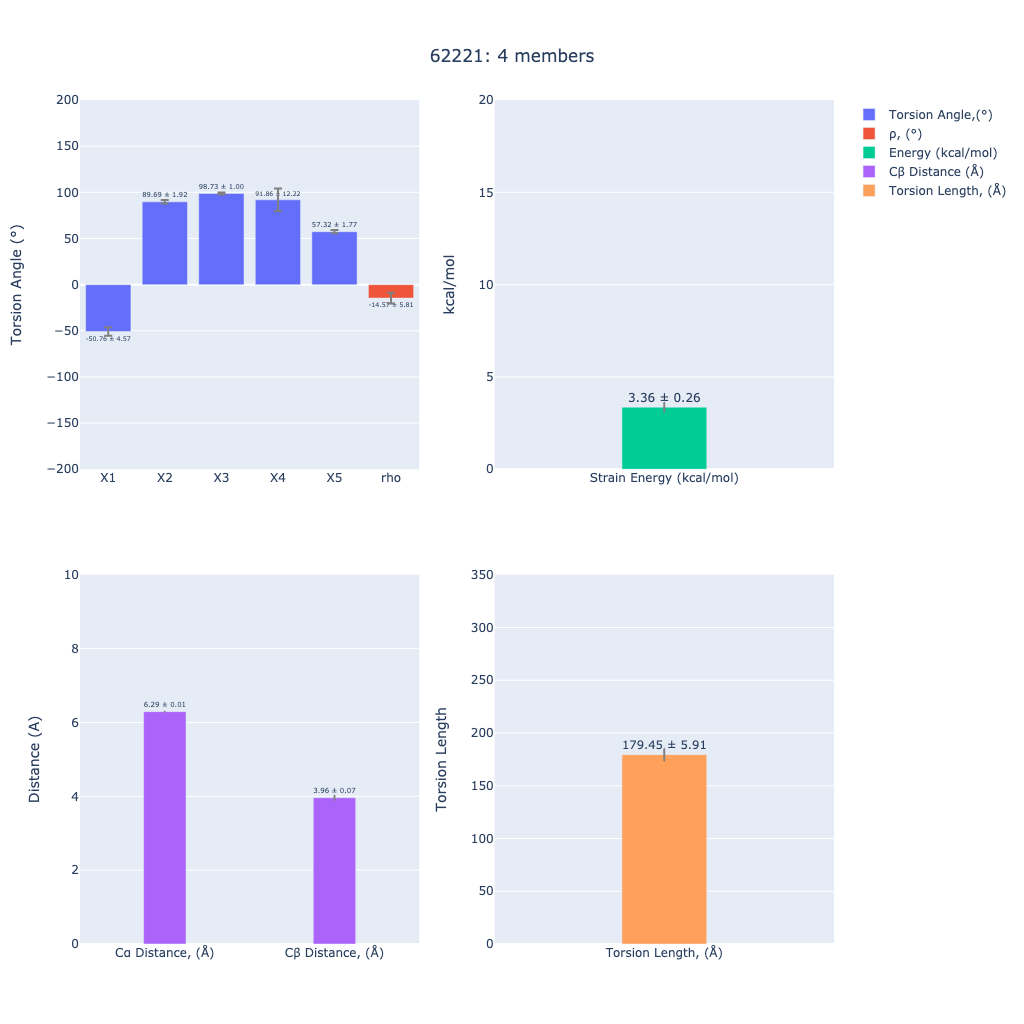 62221: 4 members
Torsion Angle (°)
200
150
100
50
0
−50
−100
−150
−200
-50.76 ± 4.57
89.69 ± 1.92
98.73 ± 1.00
91.86 ± 12.22
57.32 ± 1.77
-14.57 ± 5.81
X1 X2 X3 X4 X5 rho
kcal/mol
20
15
10
5
0
3.36 ± 0.26
Strain Energy (kcal/mol)
Torsion Angle,(°)
ρ, (°)
Energy (kcal/mol)
Cβ Distance (Å)
Torsion Length, (Å)
Distance (A)
10
8
6
4
2
0
6.29 ± 0.01
3.96 ± 0.07
Cα Distance, (Å) Cβ Distance, (Å)
Torsion Length
350
300
250
200
150
100
50
0
179.45 ± 5.91
Torsion Length, (Å)